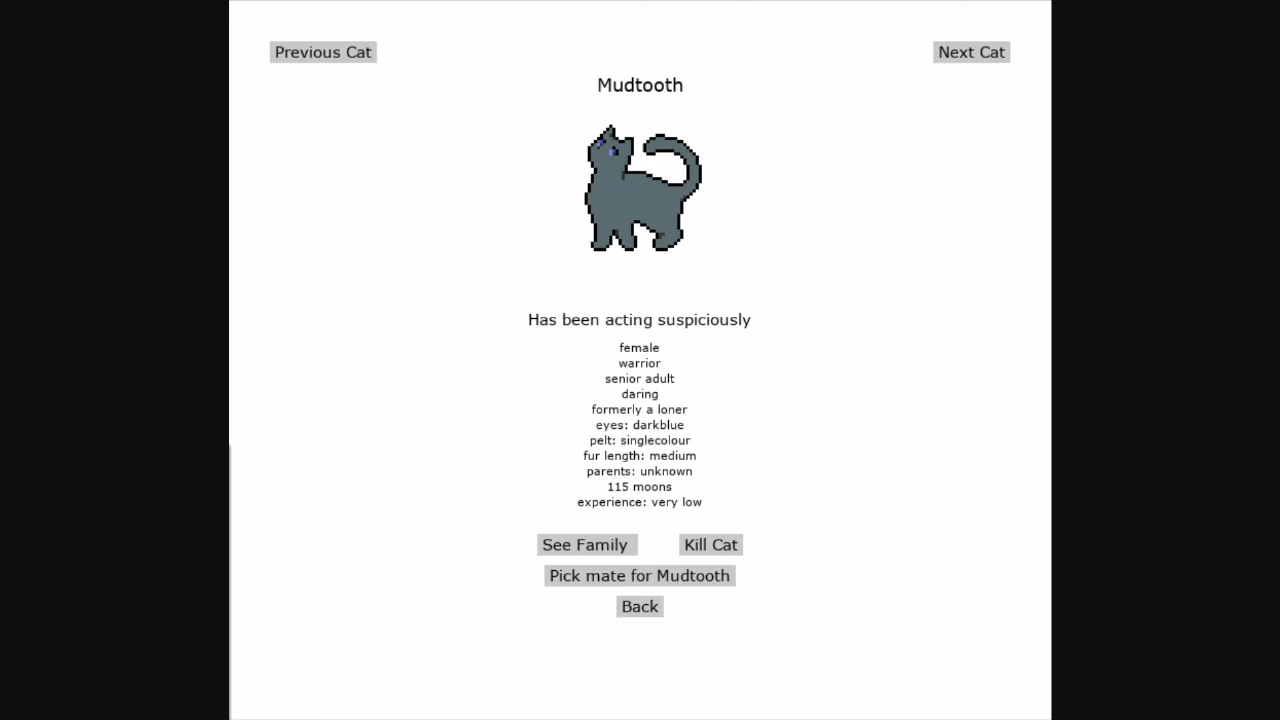 Previous Cat
Next Cat
Mudtooth
Has been acting suspiciously
female
warrior
senior adult
daring
formerly a loner
eyes: darkblue
pelt: singlecolour
fur length: medium
parents: unknown
115 moons
experience: very low
See Family
Kill Cat
Pick mate for Mudtooth
Back